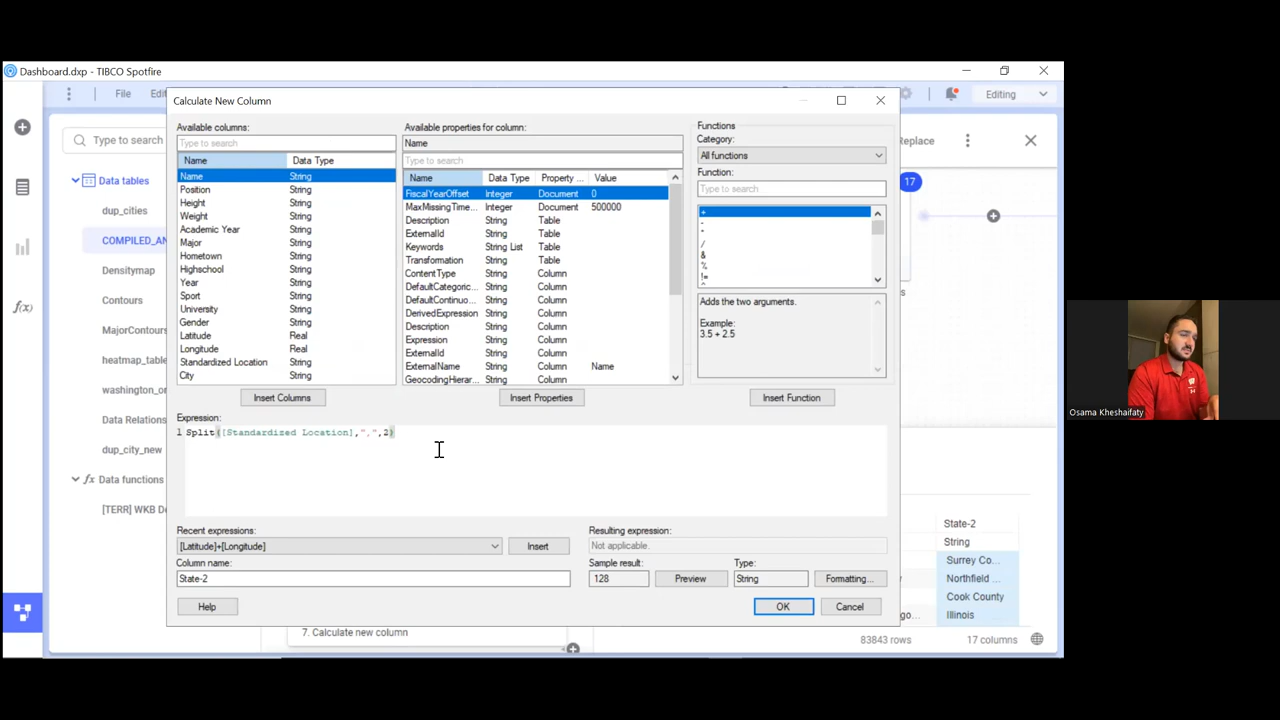 Dashboard.dxp - TIBCO Spotfire
File
Edi
Editing
Type to search
Data tables
dup_cities
COMPILED_AN
Densitymap
Contours
MajorContours
heatmap_table
washington_or
Data Relations
dup_city_new
Data functions
[TERR] WKB De
Calculate New Column
Available columns:
Type to search
Name Data Type
Name String
Position String
Height String
Weight String
Academic Year String
Major String
Hometown String
Highschool String
Year String
Sport String
University String
Gender String
Latitude Real
Longitude Real
Standardized Location String
City String
Insert Columns
Available properties for column:
Name
Type to search
Name Data Type Property ... Value
FiscalYearOffset Integer Document 0
MaxMissingTime... Integer Document 500000
Description String Table
ExternalId String Table
Keywords String List Table
Transformation String Table
ContentType String Column
DefaultCategoric... String Column
DefaultContinuo... String Column
DerivedExpression String Column
Description String Column
Expression String Column
ExternalId String Column
ExternalName String Column Name
GeocodingHierar... String Column
Insert Properties
Functions
Category:
All functions
Function:
Type to search
+
-
*
/
&
%
!=
^
Adds the two arguments.
Example:
3.5 + 2.5
Insert Function
Expression:
1 Split([Standardized Location],",",2)
Recent expressions:
[Latitude]+[Longitude]
Insert
Resulting expression:
Not applicable.
Column name:
State-2
Sample result:
128
Preview
Type:
String
Formatting...
Help
OK
Cancel
7. Calculate new column
Replace
17
s
State-2
String
Surrey Co...
Northfield ...
Cook County
go... Illinois
83843 rows
17 columns
Osama Kheshaifaty